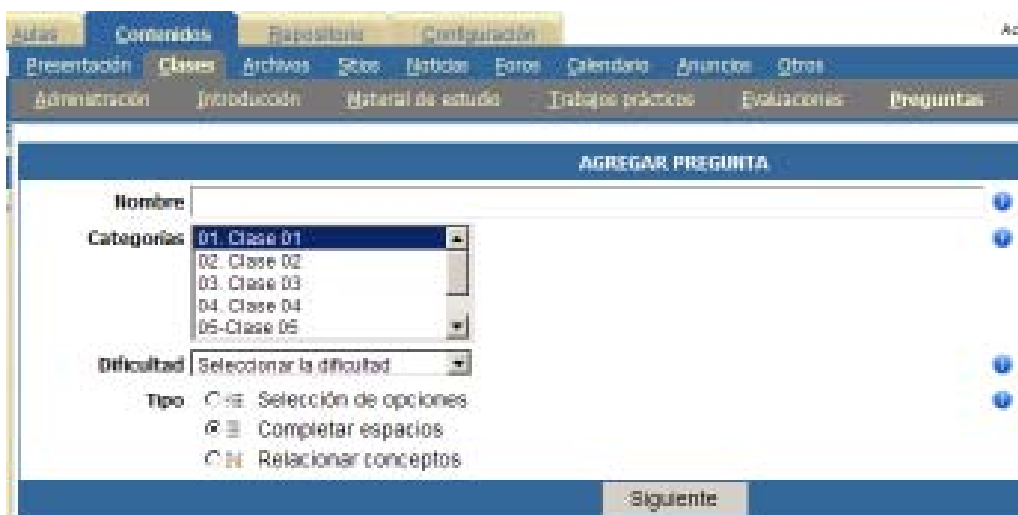 Aulas Contenidos Repositorio Configuración
Presentación Clases Archivos Sitios Noticias Foros Calendario Anuncios Otros
Administración Introducción Material de estudio Trabajos prácticos Evaluaciones Preguntas
AGREGAR PREGUNTA
Nombre
Categorías 01. Clase 01
02. Clase 02
03. Clase 03
04. Clase 04
05-Clase 05
Dificultad Seleccionar la dificultad
Tipo Selección de opciones
Completar espacios
Relacionar conceptos
Siguiente